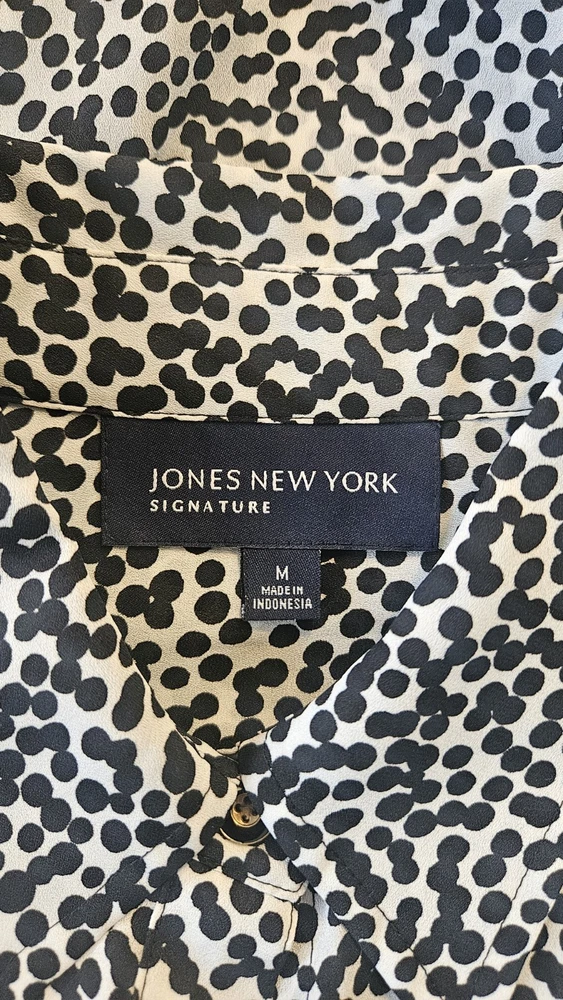 JONES NEW YORK
SIGNATURE
M
MADE IN
INDONESIA